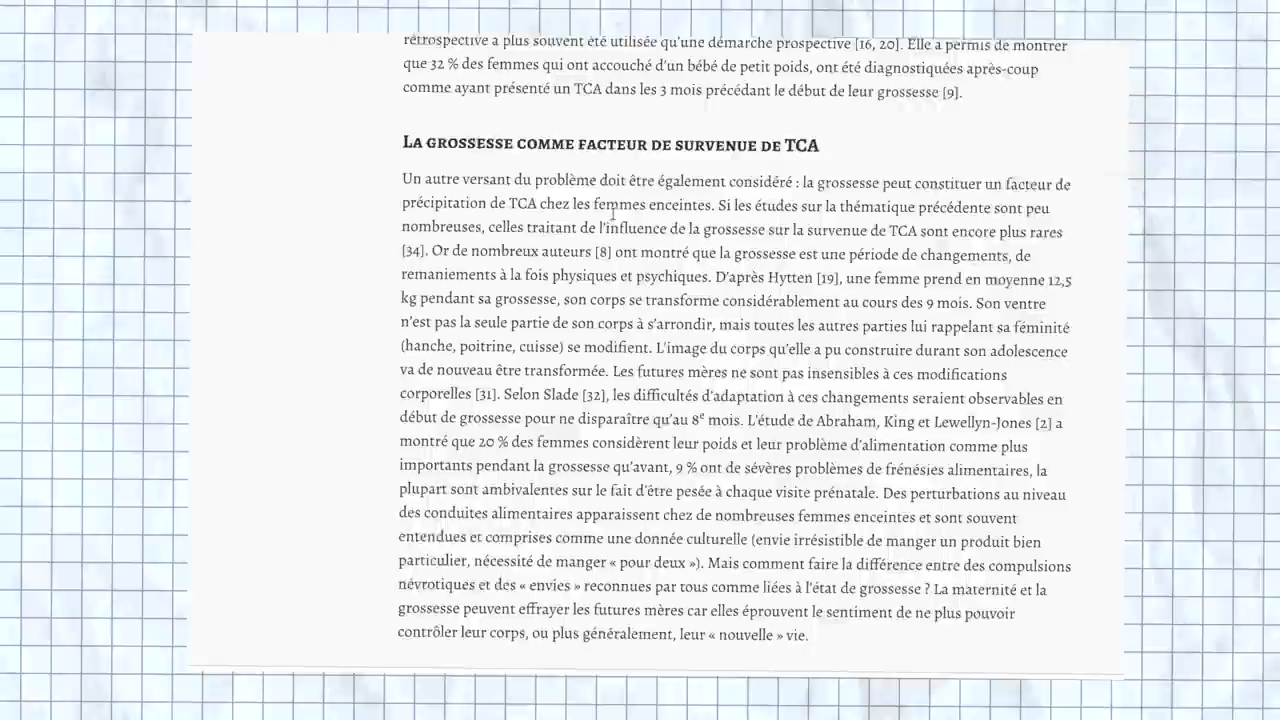 rétrospective a plus souvent été utilisée qu'une démarche prospective [16, 20]. Elle a permis de montrer
que 32 % des femmes qui ont accouché d'un bébé de petit poids, ont été diagnostiquées après-coup
comme ayant présenté un TCA dans les 3 mois précédant le début de leur grossesse [9].
La grossesse comme facteur de survenue de TCA
Un autre versant du problème doit être également considéré : la grossesse peut constituer un facteur de
précipitation de TCA chez les femmes enceintes. Si les études sur la thématique précédente sont peu
nombreuses, celles traitant de l'influence de la grossesse sur la survenue de TCA sont encore plus rares
[34]. Or de nombreux auteurs [8] ont montré que la grossesse est une période de changements, de
remaniements à la fois physiques et psychiques. D'après Hytten [19], une femme prend en moyenne 12,5
kg pendant sa grossesse, son corps se transforme considérablement au cours des 9 mois. Son ventre
n'est pas la seule partie de son corps à s'arrondir, mais toutes les autres parties lui rappelant sa féminité
(hanche, poitrine, cuisse) se modifient. L'image du corps qu'elle a pu construire durant son adolescence
va de nouveau être transformée. Les futures mères ne sont pas insensibles à ces modifications
corporelles [31]. Selon Slade [32], les difficultés d'adaptation à ces changements seraient observables en
début de grossesse pour ne disparaître qu'au 8e mois. L'étude de Abraham, King et Lewellyn-Jones [2] a
montré que 20 % des femmes considèrent leur poids et leur problème d'alimentation comme plus
importants pendant la grossesse qu'avant, 9 % ont de sévères problèmes de frénésies alimentaires, la
plupart sont ambivalentes sur le fait d'être pesée à chaque visite prénatale. Des perturbations au niveau
des conduites alimentaires apparaissent chez de nombreuses femmes enceintes et sont souvent
entendues et comprises comme une donnée culturelle (envie irrésistible de manger un produit bien
particulier, nécessité de manger « pour deux »). Mais comment faire la différence entre des compulsions
névrotiques et des « envies » reconnues par tous comme liées à l'état de grossesse ? La maternité et la
grossesse peuvent effrayer les futures mères car elles éprouvent le sentiment de ne plus pouvoir
contrôler leur corps, ou plus généralement, leur « nouvelle » vie.